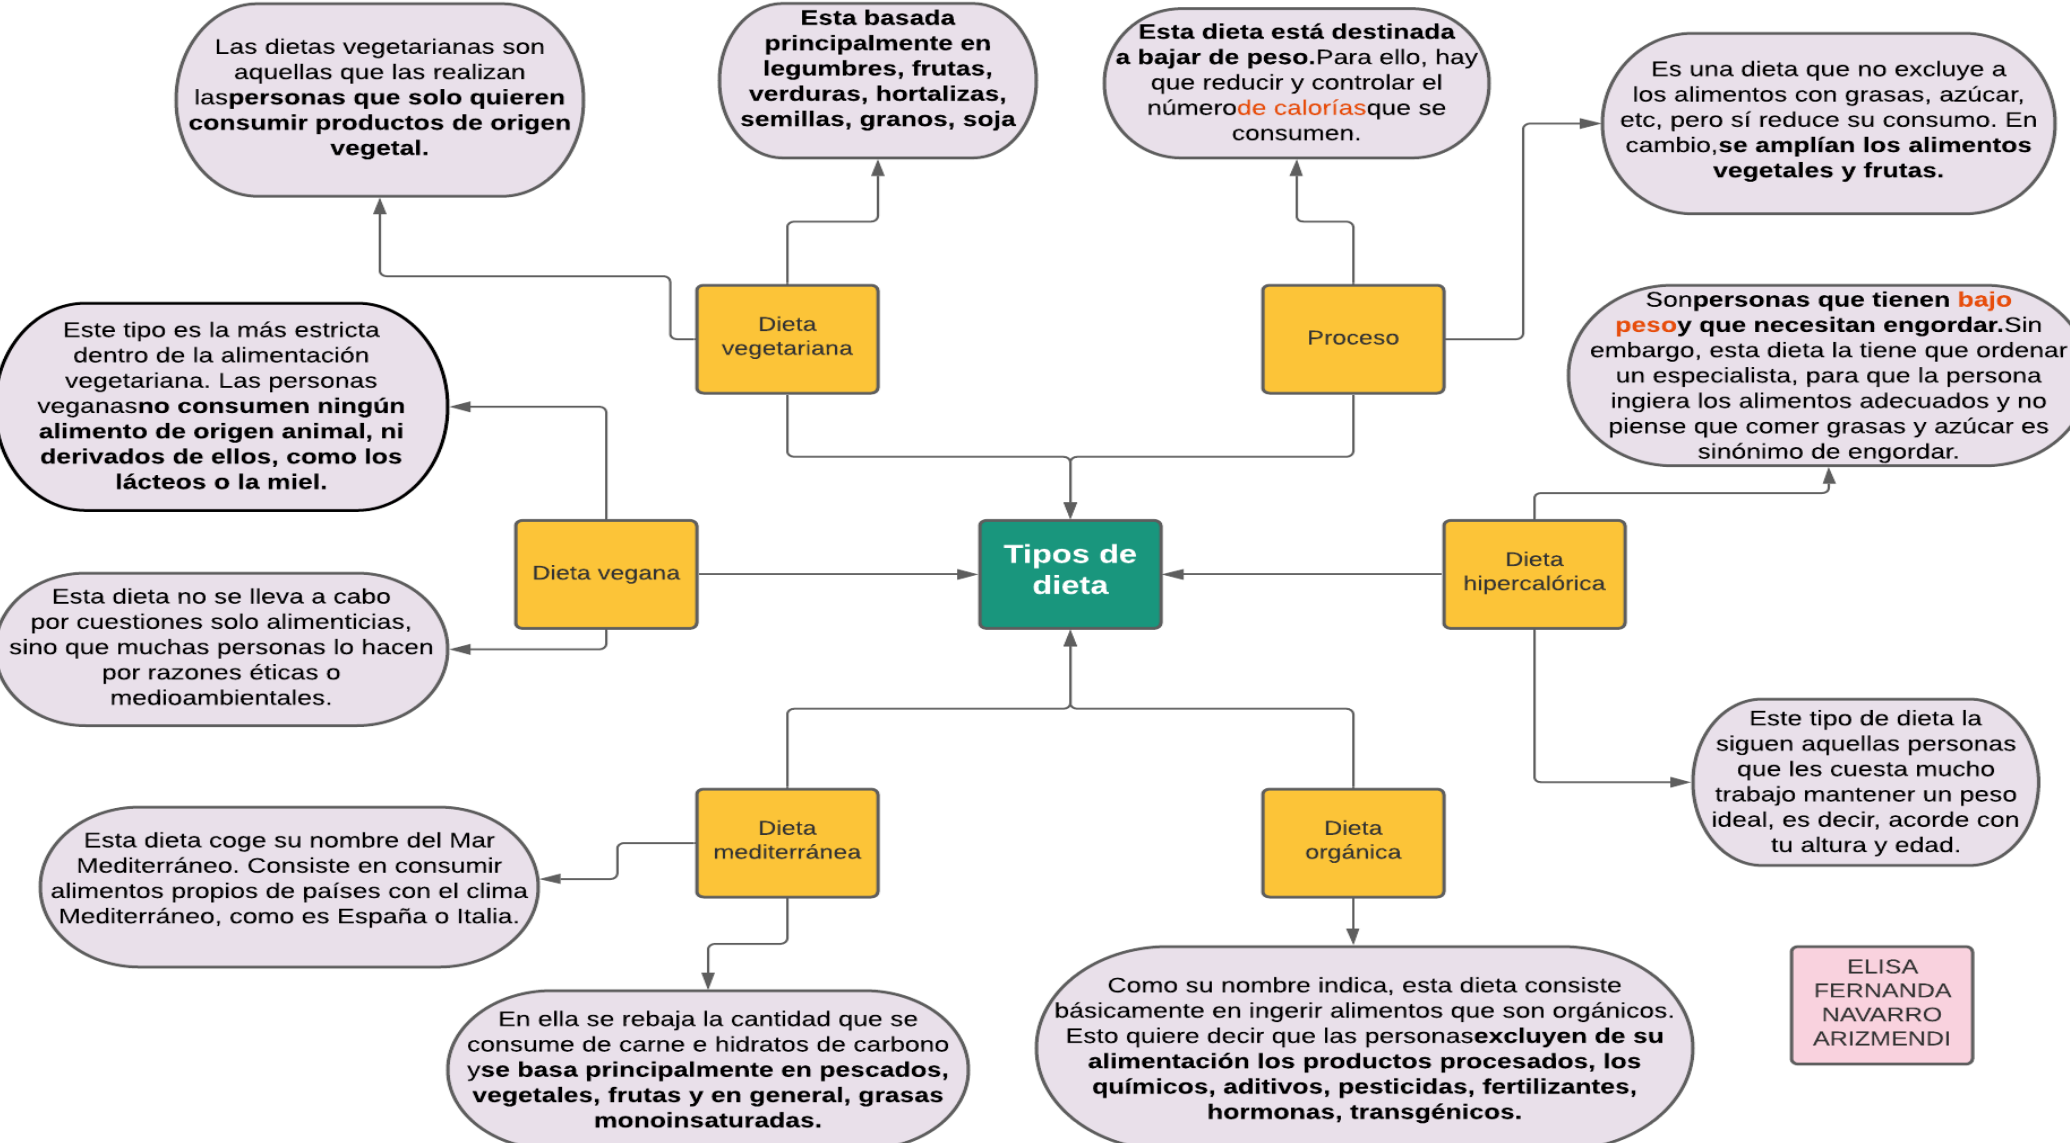 Las dietas vegetarianas son
aquellas que las realizan
laspersonas que solo quieren
consumir productos de origen
vegetal.
Esta basada
principalmente en
legumbres, frutas,
verduras, hortalizas,
semillas, granos, soja
Esta dieta está destinada
a bajar de peso.Para ello, hay
que reducir y controlar el
númerode caloríasque se
consumen.
Es una dieta que no excluye a
los alimentos con grasas, azúcar,
etc, pero sí reduce su consumo. En
cambio,se amplían los alimentos
vegetales y frutas.
Dieta
vegetariana
Proceso
Sonpersonas que tienen bajo
pesoy que necesitan engordar.Sin
embargo, esta dieta la tiene que ordenar
un especialista, para que la persona
ingiera los alimentos adecuados y no
piense que comer grasas y azúcar es
sinónimo de engordar.
Este tipo es la más estricta
dentro de la alimentación
vegetariana. Las personas
veganasno consumen ningún
alimento de origen animal, ni
derivados de ellos, como los
lácteos o la miel.
Dieta vegana
Tipos de
dieta
Dieta
hipercalórica
Esta dieta no se lleva a cabo
por cuestiones solo alimenticias,
sino que muchas personas lo hacen
por razones éticas o
medioambientales.
Este tipo de dieta la
siguen aquellas personas
que les cuesta mucho
trabajo mantener un peso
ideal, es decir, acorde con
tu altura y edad.
Dieta
mediterránea
Dieta
orgánica
Esta dieta coge su nombre del Mar
Mediterráneo. Consiste en consumir
alimentos propios de países con el clima
Mediterráneo, como es España o Italia.
En ella se rebaja la cantidad que se
consume de carne e hidratos de carbono
yse basa principalmente en pescados,
vegetales, frutas y en general, grasas
monoinsaturadas.
Como su nombre indica, esta dieta consiste
básicamente en ingerir alimentos que son orgánicos.
Esto quiere decir que las personasexcluyen de su
alimentación los productos procesados, los
químicos, aditivos, pesticidas, fertilizantes,
hormonas, transgénicos.
ELISA
FERNANDA
NAVARRO
ARIZMENDI